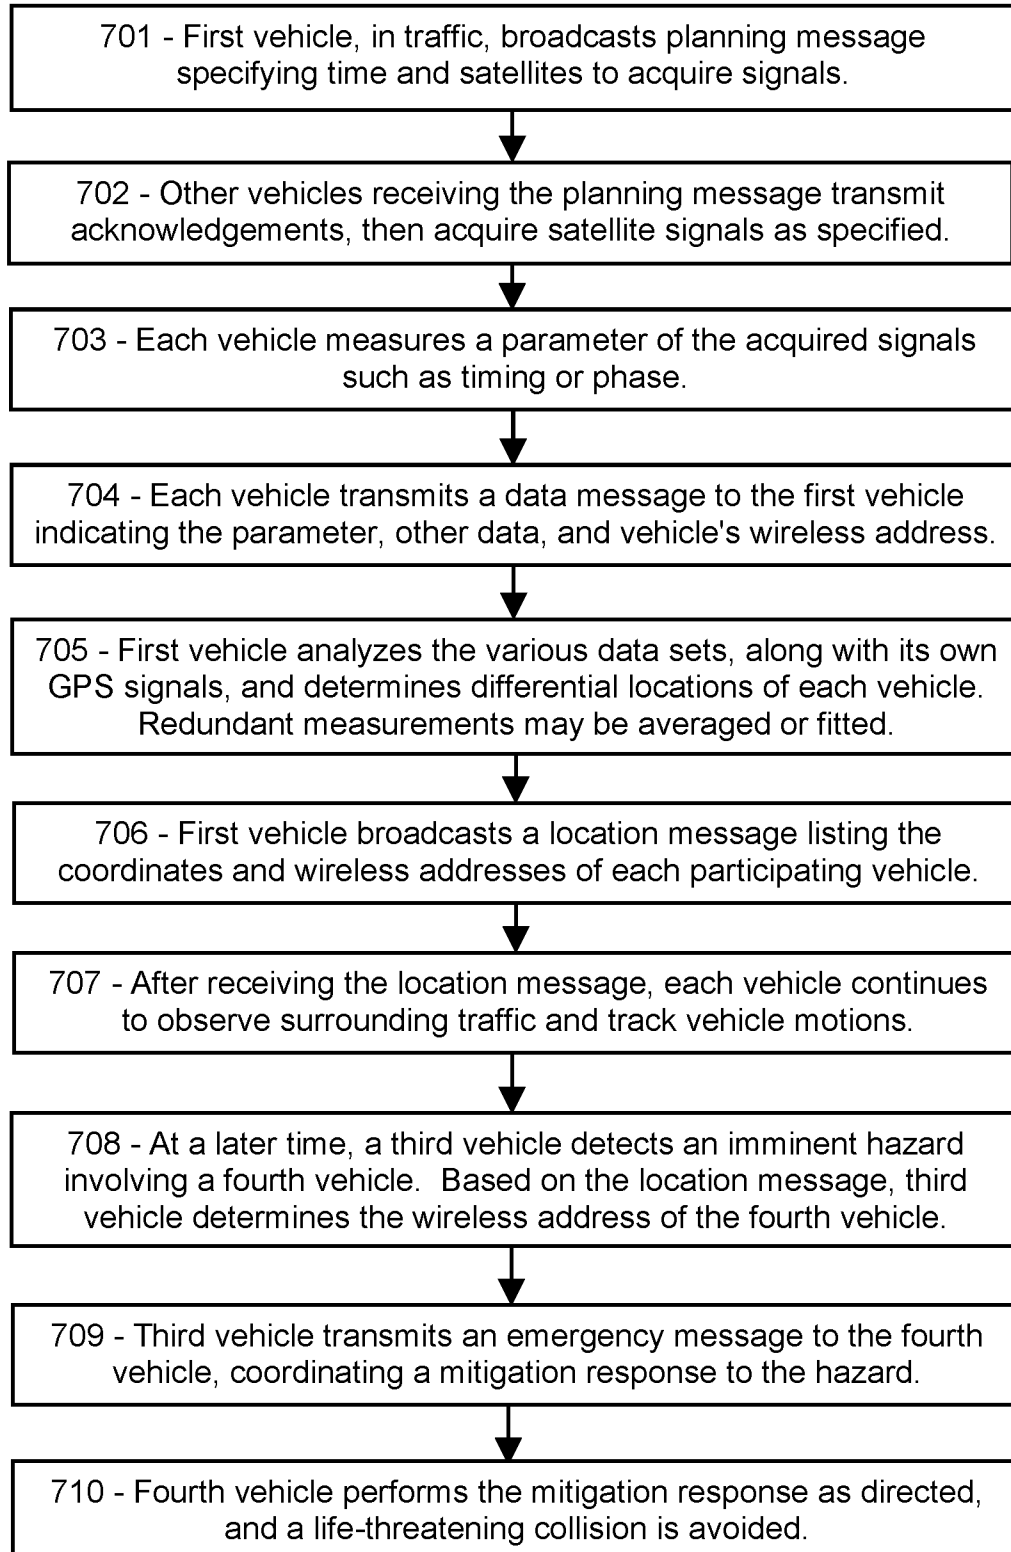 701 - First vehicle, in traffic, broadcasts planning message
specifying time and satellites to acquire signals.
702 - Other vehicles receiving the planning message transmit
acknowledgements, then acquire satellite signals as specified.
703 - Each vehicle measures a parameter of the acquired signals
such as timing or phase.
704 - Each vehicle transmits a data message to the first vehicle
indicating the parameter, other data, and vehicle's wireless address.
705 - First vehicle analyzes the various data sets, along with its own
GPS signals, and determines differential locations of each vehicle.
Redundant measurements may be averaged or fitted.
706 - First vehicle broadcasts a location message listing the
coordinates and wireless addresses of each participating vehicle.
707 - After receiving the location message, each vehicle continues
to observe surrounding traffic and track vehicle motions.
708 - At a later time, a third vehicle detects an imminent hazard
involving a fourth vehicle.  Based on the location message, third
vehicle determines the wireless address of the fourth vehicle.
709 - Third vehicle transmits an emergency message to the fourth
vehicle, coordinating a mitigation response to the hazard.
710 - Fourth vehicle performs the mitigation response as directed,
and a life-threatening collision is avoided.